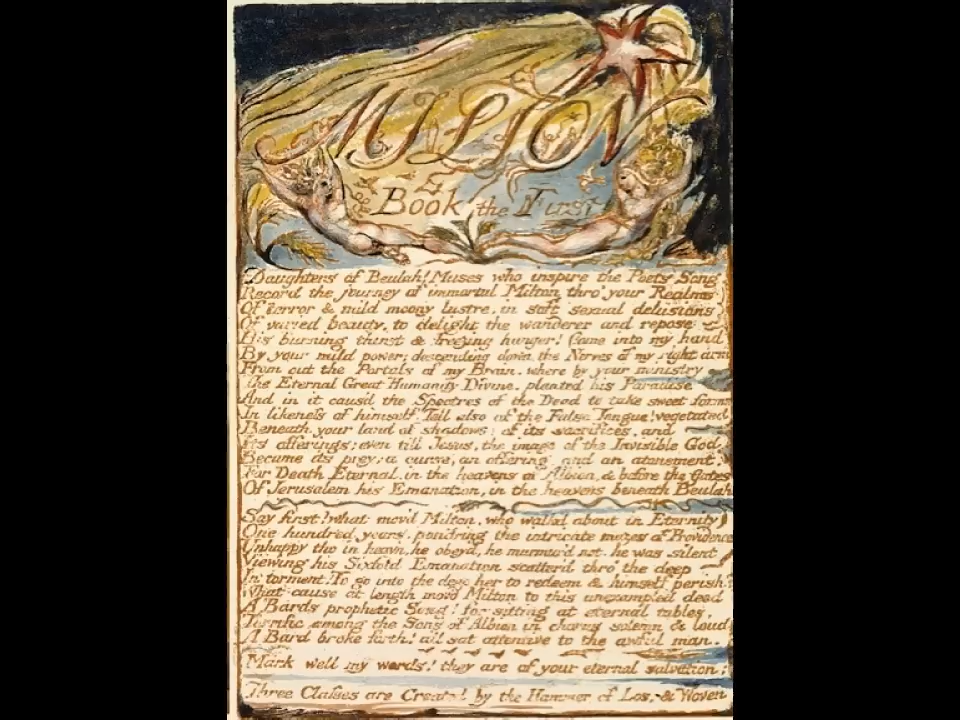 MILTON
Book the First
Daughters of Beulah! Muses who inspire the Poets Song
Record the journey of immortal Milton thro' your Realms
Of terror & mild moony lustre, in soft sexual delusions
Of varied beauty, to delight the wanderer and repose
His burning thirst & freezing hunger! Come into my hand
By your mild power; descending down the Nerves of my right arm
From out the Portals of my Brain, where by your ministry
The Eternal Great Humanity Divine. planted his Paradise
And in it caus'd the Spectres of the Dead to take sweet forms
In likeness of himself. Tell also of the False Tongue! vegetated
Beneath your land of shadows: of its sacrifices, and
Its offerings; even till Jesus, the image of the Invisible God
Became its prey; a curse, an offering, and an atonement,
For Death Eternal in the heavens of Albion, & before the Gates
Of Jerusalem his Emanation, in the heavens beneath Beulah
Say first! what mov'd Milton, who walkd about in Eternity
One hundred years, pondring the intricate mazes of Providence
Unhappy tho in heav'n, he obey'd, he murmur'd not. he was silent
Viewing his Sixfold Emanation scatter'd thro' the deep
In torment! To go into the deep her to redeem & himself perish?
What cause at length mov'd Milton to this unexampled deed
A Bards prophetic Song! for sitting at eternal tables,
Terrific among the Sons of Albion in chorus solemn & loud
A Bard broke forth! all sat attentive to the awful man.
Mark well my words! they are of your eternal salvation:
Three Classes are Created by the Hammer of Los, & Woven